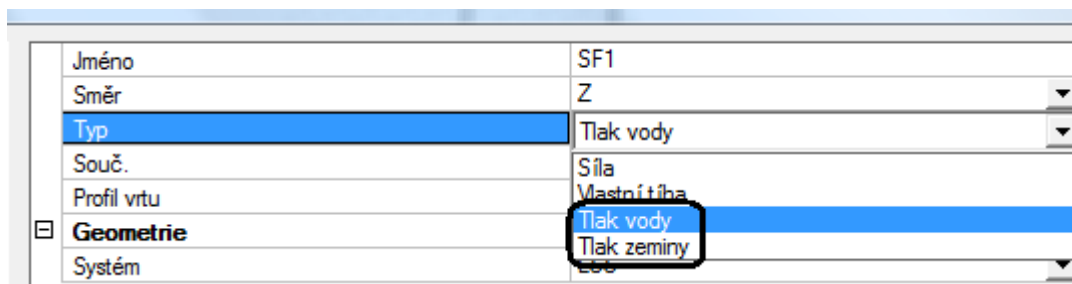 Jméno SF1
Směr Z
Typ Tlak vody
Souč. Síla
Profil vrtu Vlastní tíha
Tlak vody
Geometrie
Tlak zeminy
Systém